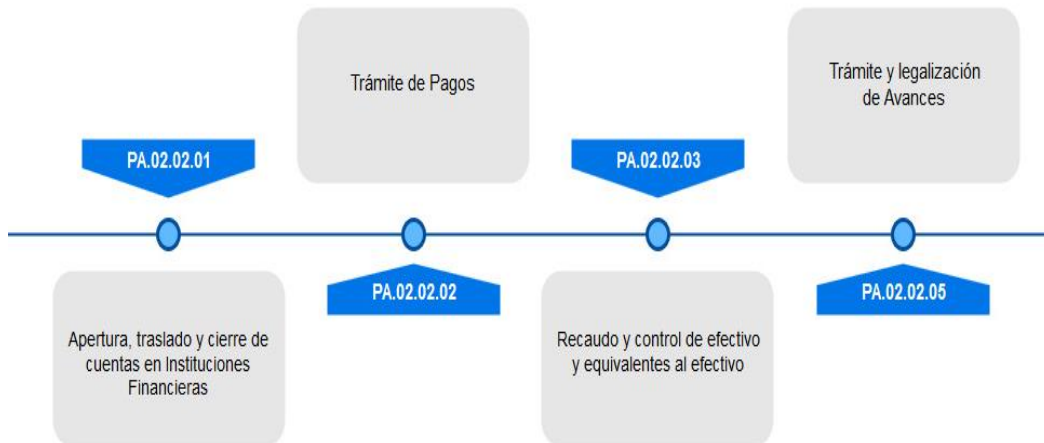 PA.02.02.01
Apertura, traslado y cierre de
cuentas en Instituciones
Financieras
Trámite de Pagos
PA.02.02.02
PA.02.02.03
Recaudo y control de efectivo
y equivalentes al efectivo
Trámite y legalización
de Avances
PA.02.02.05